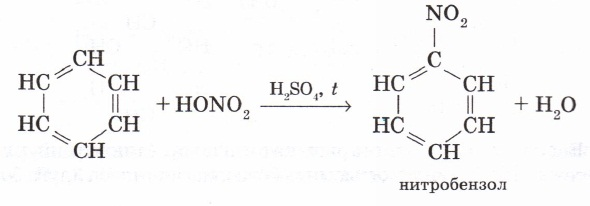 NO₂
CH C
HC CH + HONO₂ H₂SO₄, t HC CH + H₂O
HC CH HC CH
CH CH
нитробензол